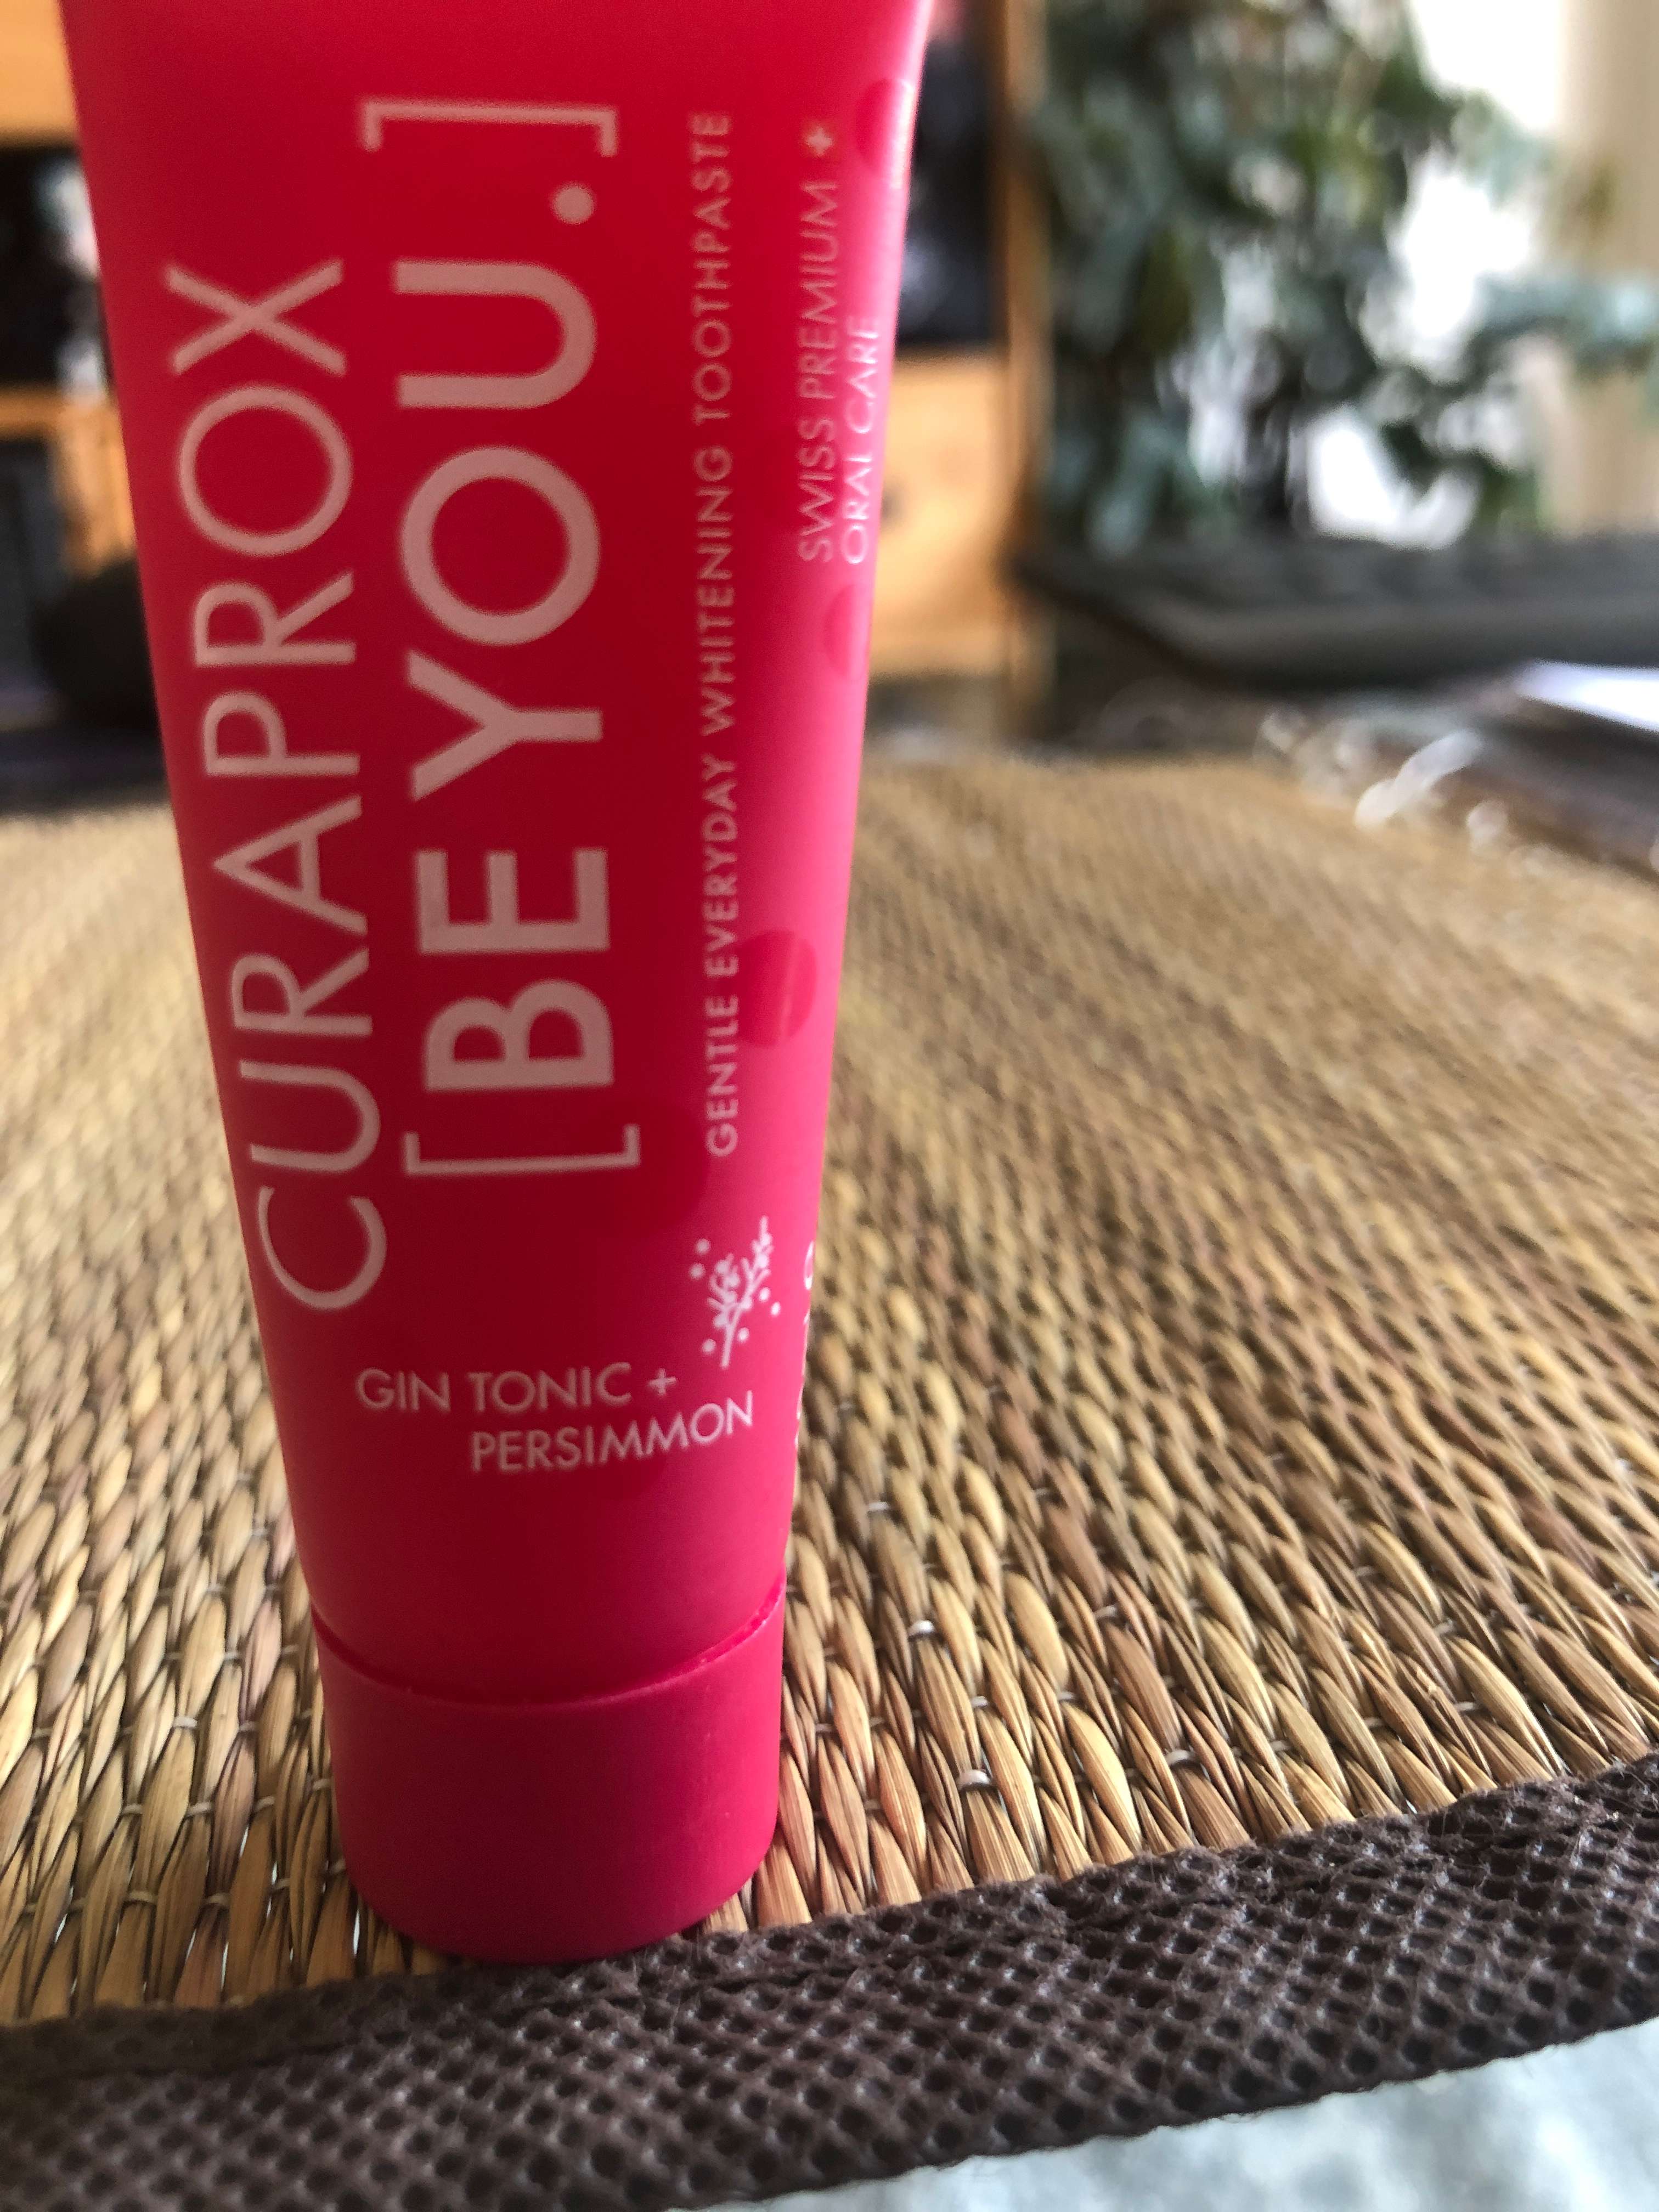 CURAPROX
[BE YOU.]
GENTLE EVERYDAY WHITENING TOOTHPASTE
SWISS PREMIUM +
ORAL CARE
GIN TONIC +
PERSIMMON